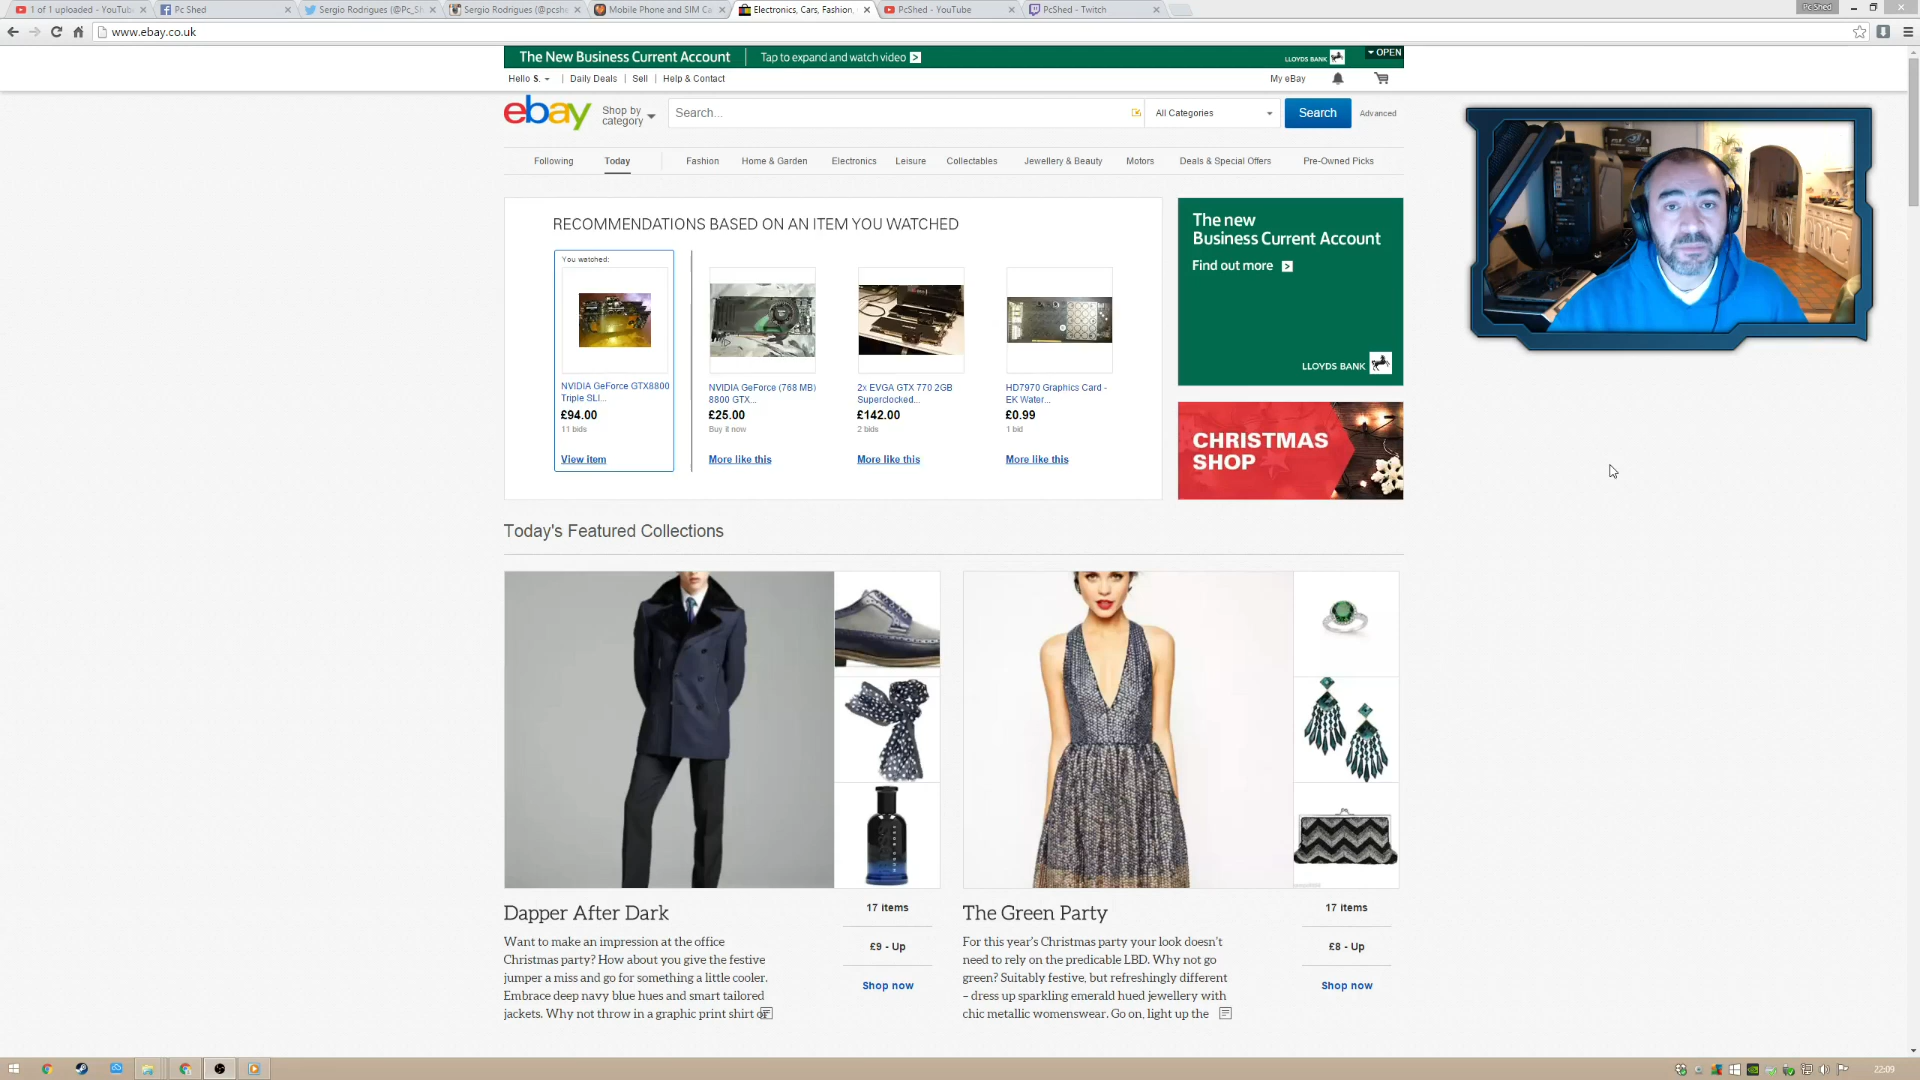 1 of 1 uploaded - YouTub
Pc Shed
Sergio Rodrigues (@Pc_Sh
Sergio Rodrigues (@pcshe
Mobile Phone and SIM Ca
Electronics, Cars, Fashion,
PcShed - YouTube
PcShed - Twitch
PcShed
www.ebay.co.uk
The New Business Current Account
Tap to expand and watch video
LLOYDS BANK
OPEN
Hello S.
Daily Deals
Sell
Help & Contact
My eBay
ebay
Shop by
category
Search...
All Categories
Search
Advanced
Following
Today
Fashion
Home & Garden
Electronics
Leisure
Collectables
Jewellery & Beauty
Motors
Deals & Special Offers
Pre-Owned Picks
RECOMMENDATIONS BASED ON AN ITEM YOU WATCHED
You watched:
NVIDIA GeForce GTX8800
Triple SLI...
£94.00
11 bids
View item
NVIDIA GeForce (768 MB)
8800 GTX...
£25.00
Buy it now
More like this
2x EVGA GTX 770 2GB
Superclocked...
£142.00
2 bids
More like this
HD7970 Graphics Card -
EK Water...
£0.99
1 bid
More like this
The new
Business Current Account
Find out more
LLOYDS BANK
CHRISTMAS
SHOP
Today's Featured Collections
Dapper After Dark
Want to make an impression at the office
Christmas party? How about you give the festive
jumper a miss and go for something a little cooler.
Embrace deep navy blue hues and smart tailored
jackets. Why not throw in a graphic print shirt
17 items
£9 - Up
Shop now
The Green Party
For this year's Christmas party your look doesn't
need to rely on the predicable LBD. Why not go
green? Suitably festive, but refreshingly different
– dress up sparkling emerald hued jewellery with
chic metallic womenswear. Go on, light up the
17 items
£8 - Up
Shop now
22:09